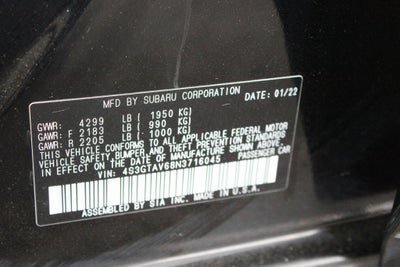 MFD BY SUBARU CORPORATION DATE: 01/22
GVWR: 4299 LB ( 1950 KG)
GAWR: F 2183 LB ( 990 KG)
R 2205 LB ( 1000 KG)
THIS VEHICLE CONFORMS TO ALL APPLICABLE FEDERAL MOTOR
VEHICLE SAFETY, BUMPER AND THEFT PREVENTION STANDARDS
IN EFFECT ON THE DATE OF MANUFACTURE SHOWN ABOVE.
VIN: 4S3GTAV68N3716045 PASSENGER CAR
ASSEMBLED BY SIA INC. MADE IN U.S.A.